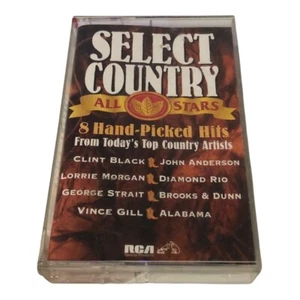 SELECT
COUNTRY
ALL STARS
8 Hand-Picked Hits
From Today's Top Country Artists
CLINT BLACK JOHN ANDERSON
LORRIE MORGAN DIAMOND RIO
GEORGE STRAIT BROOKS & DUNN
VINCE GILL ALABAMA
RCA